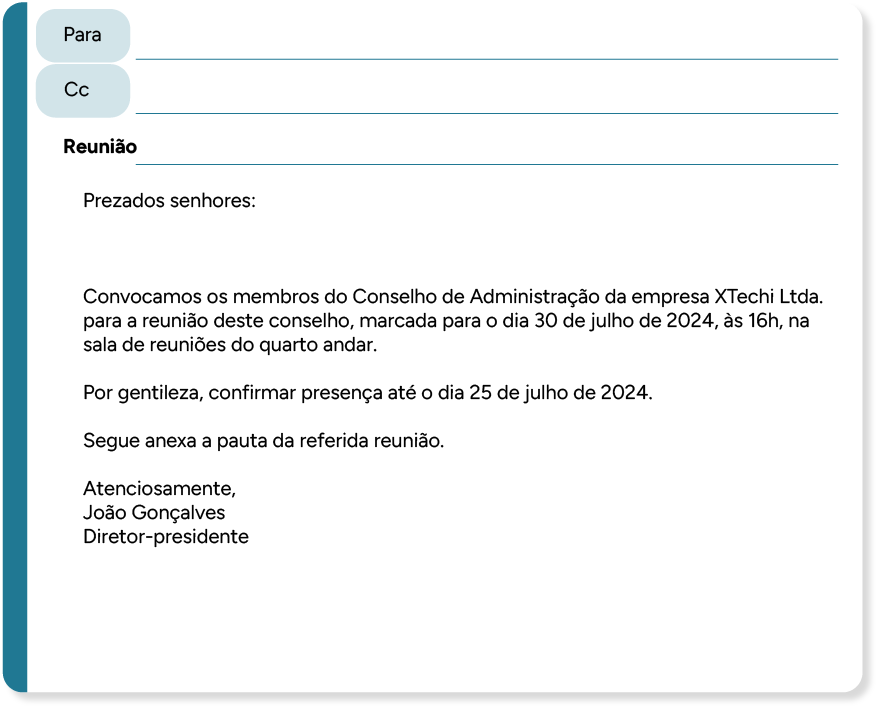 Para
Cc
Reunião
Prezados senhores:
Convocamos os membros do Conselho de Administração da empresa XTechi Ltda.
para a reunião deste conselho, marcada para o dia 30 de julho de 2024, às 16h, na
sala de reuniões do quarto andar.
Por gentileza, confirmar presença até o dia 25 de julho de 2024.
Segue anexa a pauta da referida reunião.
Atenciosamente,
João Gonçalves
Diretor-presidente